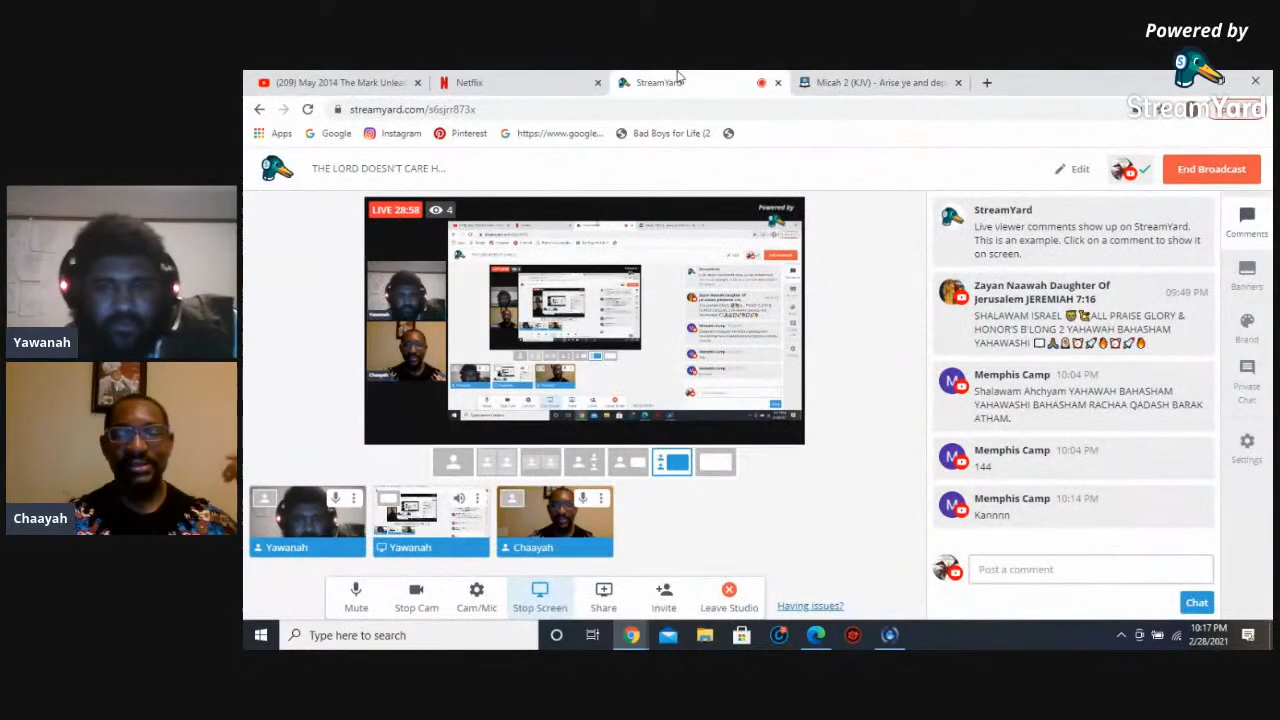 Powered by
StreamYard
(209) May 2014 The Mark Unlea
Netflix
StreamYard
Micah 2 (KJV) - Arise ye and dep
streamyard.com/s6sjrr873x
Apps
Google
Instagram
Pinterest
https://www.google...
Bad Boys for Life (2
THE LORD DOESN'T CARE H...
Edit
End Broadcast
LIVE 28:58
4
Powered by
Yawanah
Chaayah
StreamYard
Live viewer comments show up on StreamYard.
This is an example. Click on a comment to show it
on screen.
Zayan Naawah Daughter Of
Jerusalem JEREMIAH 7:16
09:49 PM
SHALAWAM ISRAEL ALL PRAISE GLORY &
HONOR'S B'LONG 2 YAHAWAH BAHASHAM
YAHAWASHI
Memphis Camp 10:04 PM
Shalawam Ahchyam YAHAWAH BAHASHAM
YAHAWASHI BAHASHAM RACHAA QADASH BARAK
ATHAM.
Memphis Camp 10:04 PM
144
Memphis Camp 10:14 PM
Kannnn
Post a comment
Chat
Comments
Banners
Brand
Private
Chat
Settings
Yawanah
Yawanah
Chaayah
Mute
Stop Cam
Cam/Mic
Stop Screen
Share
Invite
Leave Studio
Having issues?
Type here to search
10:17 PM
2/28/2021